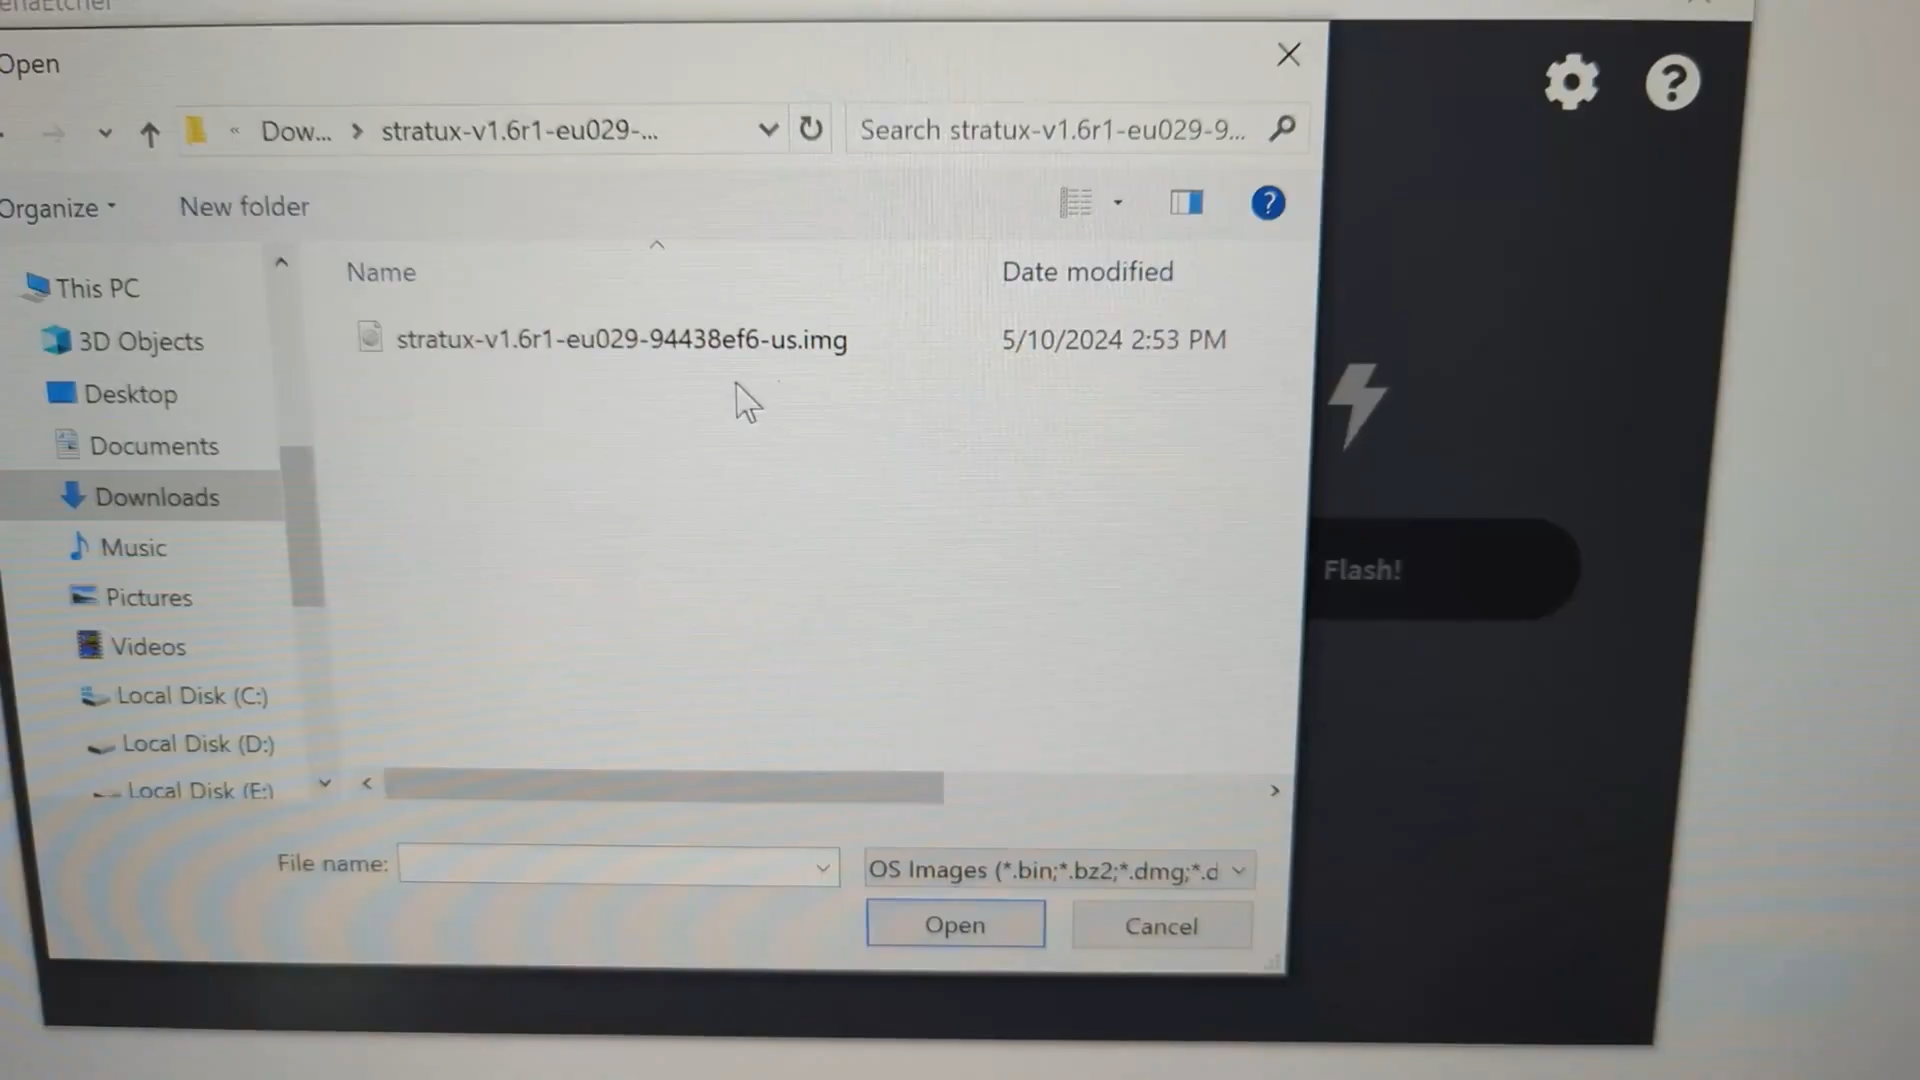 enaEtcher
Open
« Dow... > stratux-v1.6r1-eu029-...
Search stratux-v1.6r1-eu029-9...
Organize
New folder
Name
Date modified
This PC
3D Objects
Desktop
Documents
Downloads
Music
Pictures
Videos
Local Disk (C:)
Local Disk (D:)
Local Disk (E:)
stratux-v1.6r1-eu029-94438ef6-us.img
5/10/2024 2:53 PM
Flash!
File name:
OS Images (*.bin;*.bz2;*.dmg;*.d
Open
Cancel